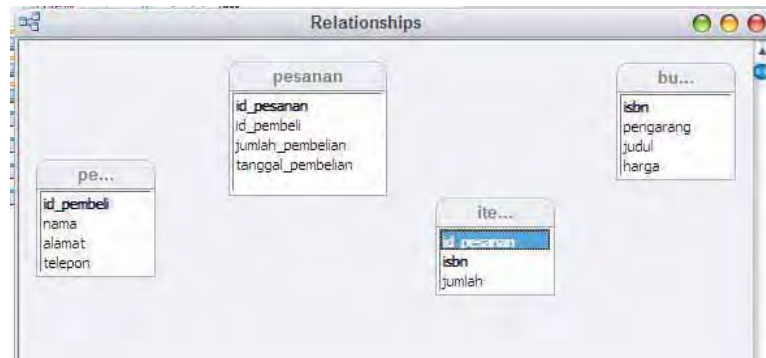 Relationships
pesanan
id_pesanan
id_pembeli
jumlah_pembelian
tanggal_pembelian
bu...
isbn
pengarang
judul
harga
pe...
id_pembeli
nama
alamat
telepon
ite...
id_pesanan
isbn
jumlah